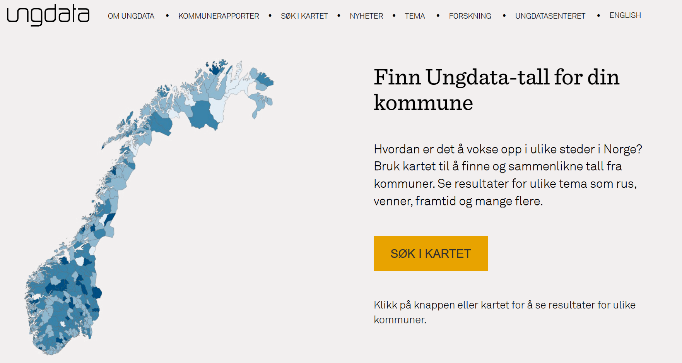 ungdata
OM UNGDATA • KOMMUNERAPPORTER • SØK I KARTET • NYHETER • TEMA • FORSKNING • UNGDATASENTERET • ENGLISH
Finn Ungdata-tall for din
kommune
Hvordan er det å vokse opp i ulike steder i Norge?
Bruk kartet til å finne og sammenlikne tall fra
kommuner. Se resultater for ulike tema som rus,
venner, framtid og mange flere.
SØK I KARTET
Klikk på knappen eller kartet for å se resultater for ulike
kommuner.